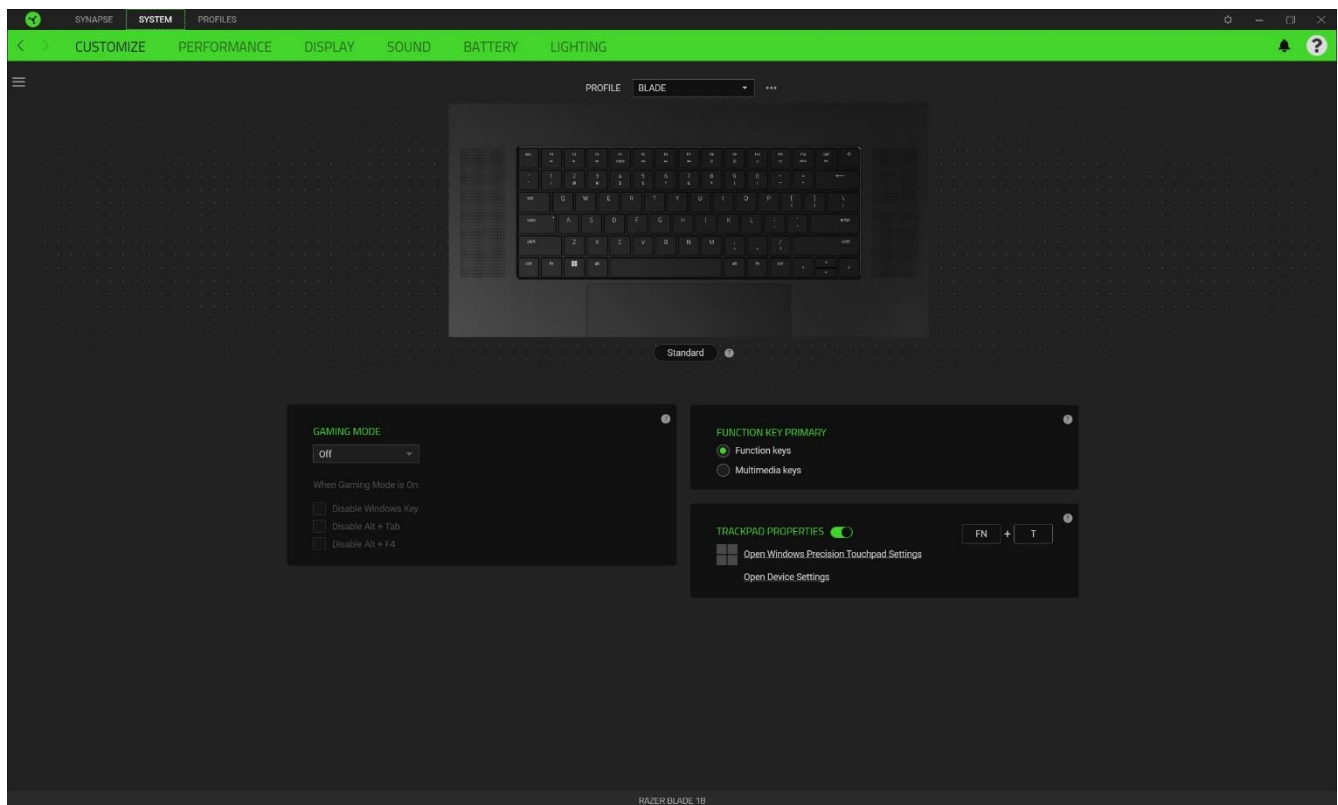 SYNAPSE SYSTEM PROFILES
CUSTOMIZE PERFORMANCE DISPLAY SOUND BATTERY LIGHTING ?
PROFILE BLADE
Q W E R T Y U I O P
A S D F G H J K L
Z X C V B N M
Standard ?
GAMING MODE ?
Off
When Gaming Mode is On:
Disable Windows Key
Disable Alt + Tab
Disable Alt + F4
FUNCTION KEY PRIMARY ?
Function keys
Multimedia keys
TRACKPAD PROPERTIES FN + T ?
Open Windows Precision Touchpad Settings
Open Device Settings
RAZER BLADE 18